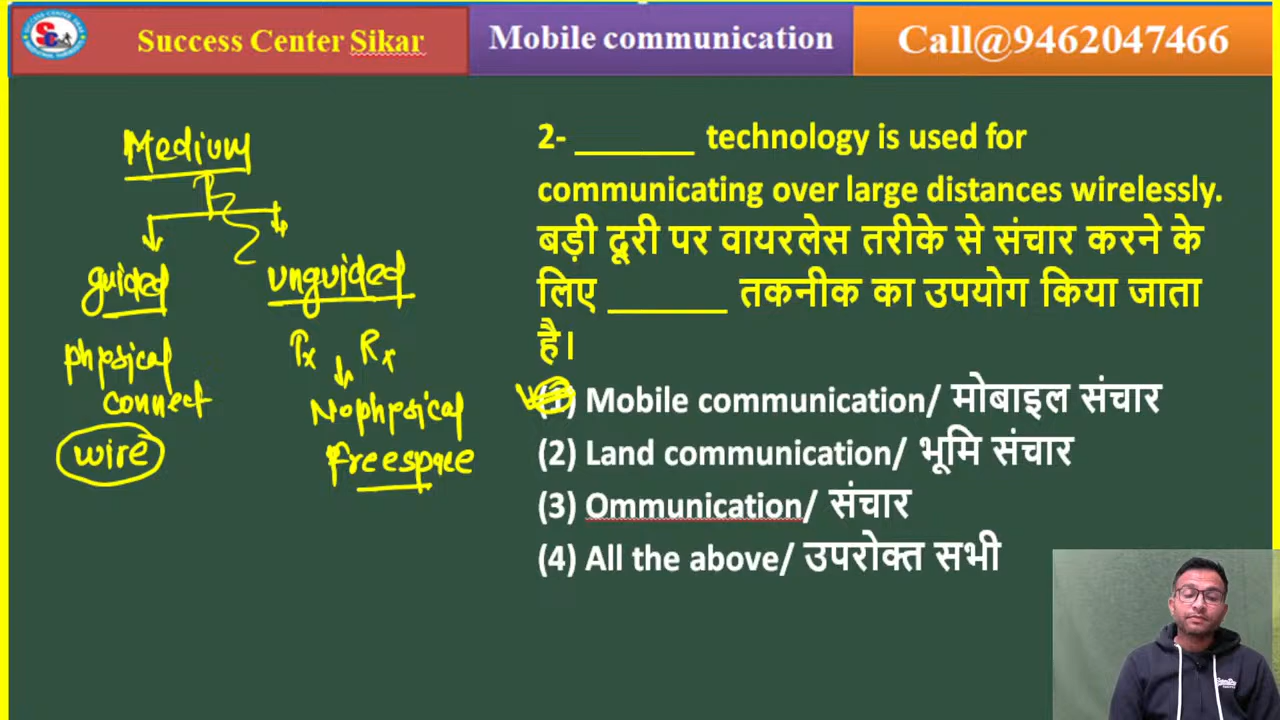 Success Center Sikar
Mobile communication
Call@9462047466
Medium
guided
unguided
physical
connect
wire
Tx Rx
No physical
freespace
2- _______ technology is used for
communicating over large distances wirelessly.
बड़ी दूरी पर वायरलेस तरीके से संचार करने के
लिए _______ तकनीक का उपयोग किया जाता
है।
(1) Mobile communication/ मोबाइल संचार
(2) Land communication/ भूमि संचार
(3) Ommunication/ संचार
(4) All the above/ उपरोक्त सभी